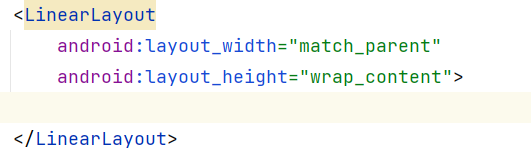 <LinearLayout
    android:layout_width="match_parent"
    android:layout_height="wrap_content">
</LinearLayout>